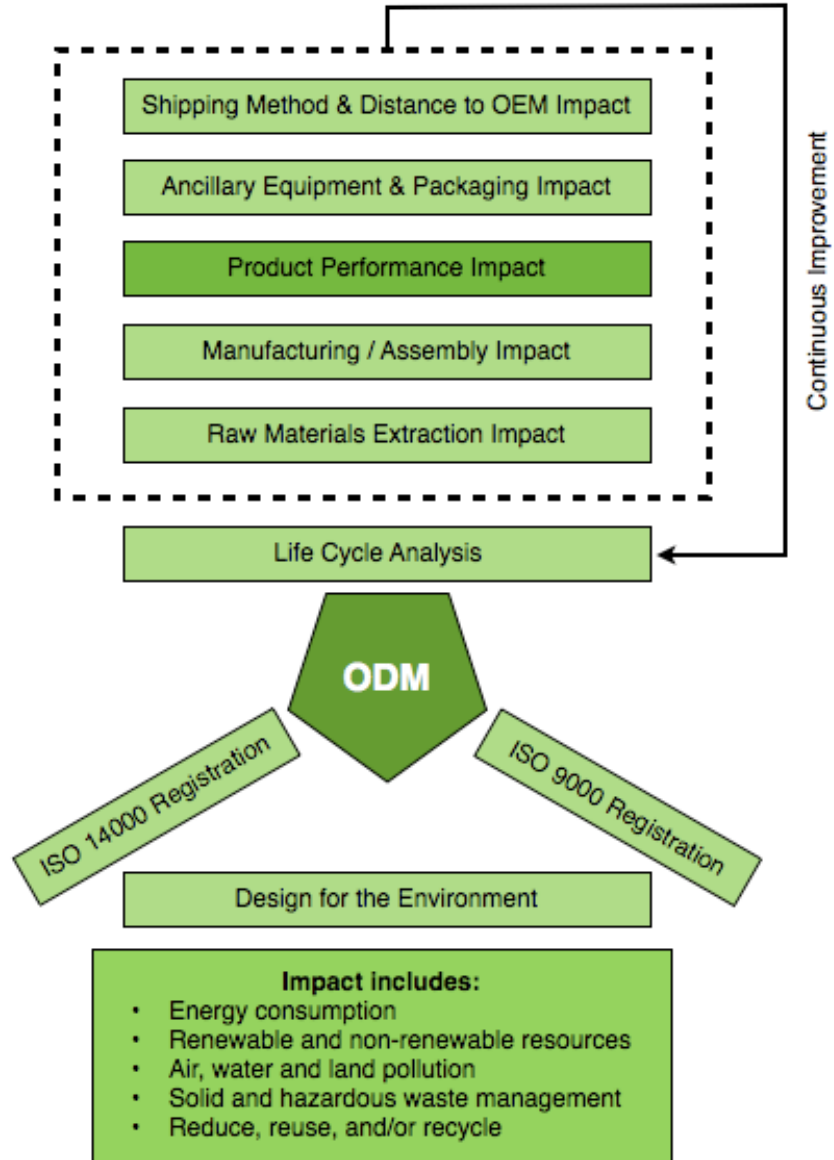 Shipping Method & Distance to OEM Impact
Ancillary Equipment & Packaging Impact
Product Performance Impact
Manufacturing / Assembly Impact
Raw Materials Extraction Impact
Continuous Improvement
Life Cycle Analysis
ODM
ISO 14000 Registration
ISO 9000 Registration
Design for the Environment
Impact includes:
• Energy consumption
• Renewable and non-renewable resources
• Air, water and land pollution
• Solid and hazardous waste management
• Reduce, reuse, and/or recycle